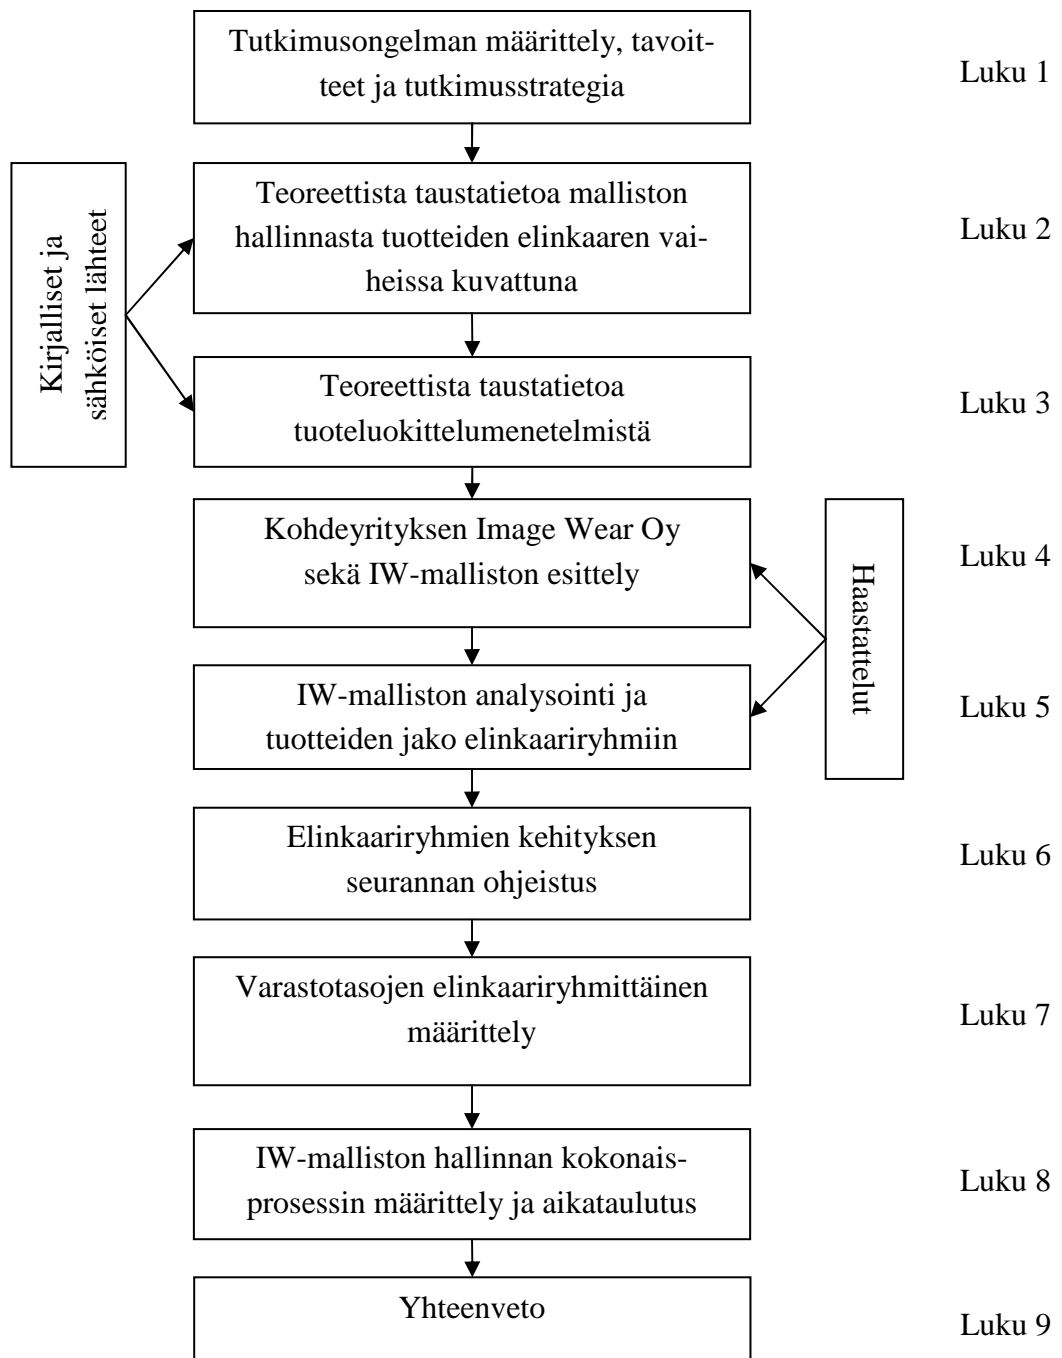 Tutkimusongelman määrittely, tavoit-
teet ja tutkimusstrategia
Luku 1
Kirjalliset ja
sähköiset lähteet
Teoreettista taustatietoa malliston
hallinnasta tuotteiden elinkaaren vai-
heissa kuvattuna
Luku 2
Teoreettista taustatietoa
tuoteluokittelumenetelmistä
Luku 3
Kohdeyrityksen Image Wear Oy
sekä IW-malliston esittely
Luku 4
Haastattelut
IW-malliston analysointi ja
tuotteiden jako elinkaariryhmiin
Luku 5
Elinkaariryhmien kehityksen
seurannan ohjeistus
Luku 6
Varastotasojen elinkaariryhmittäinen
määrittely
Luku 7
IW-malliston hallinnan kokonais-
prosessin määrittely ja aikataulutus
Luku 8
Yhteenveto
Luku 9